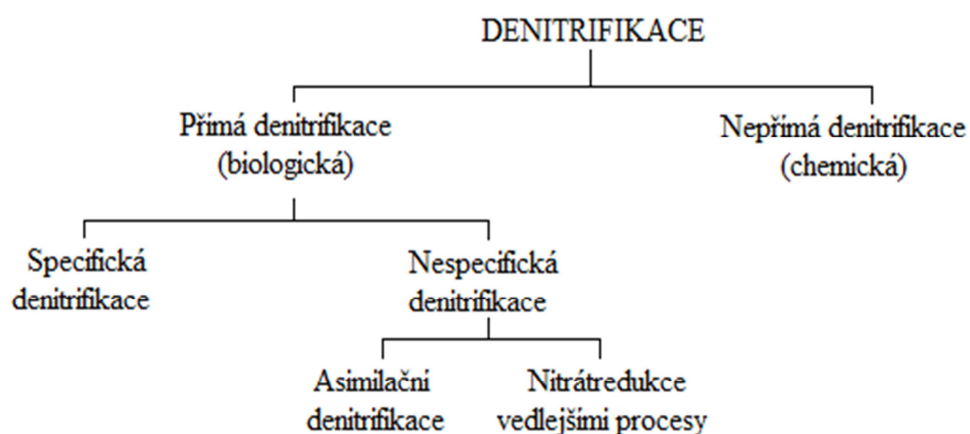 DENITRIFIKACE
Přímá denitrifikace
(biologická)
Nepřímá denitrifikace
(chemická)
Specifická
denitrifikace
Nespecifická
denitrifikace
Asimilační
denitrifikace
Nitrátredukce
vedlejšími procesy